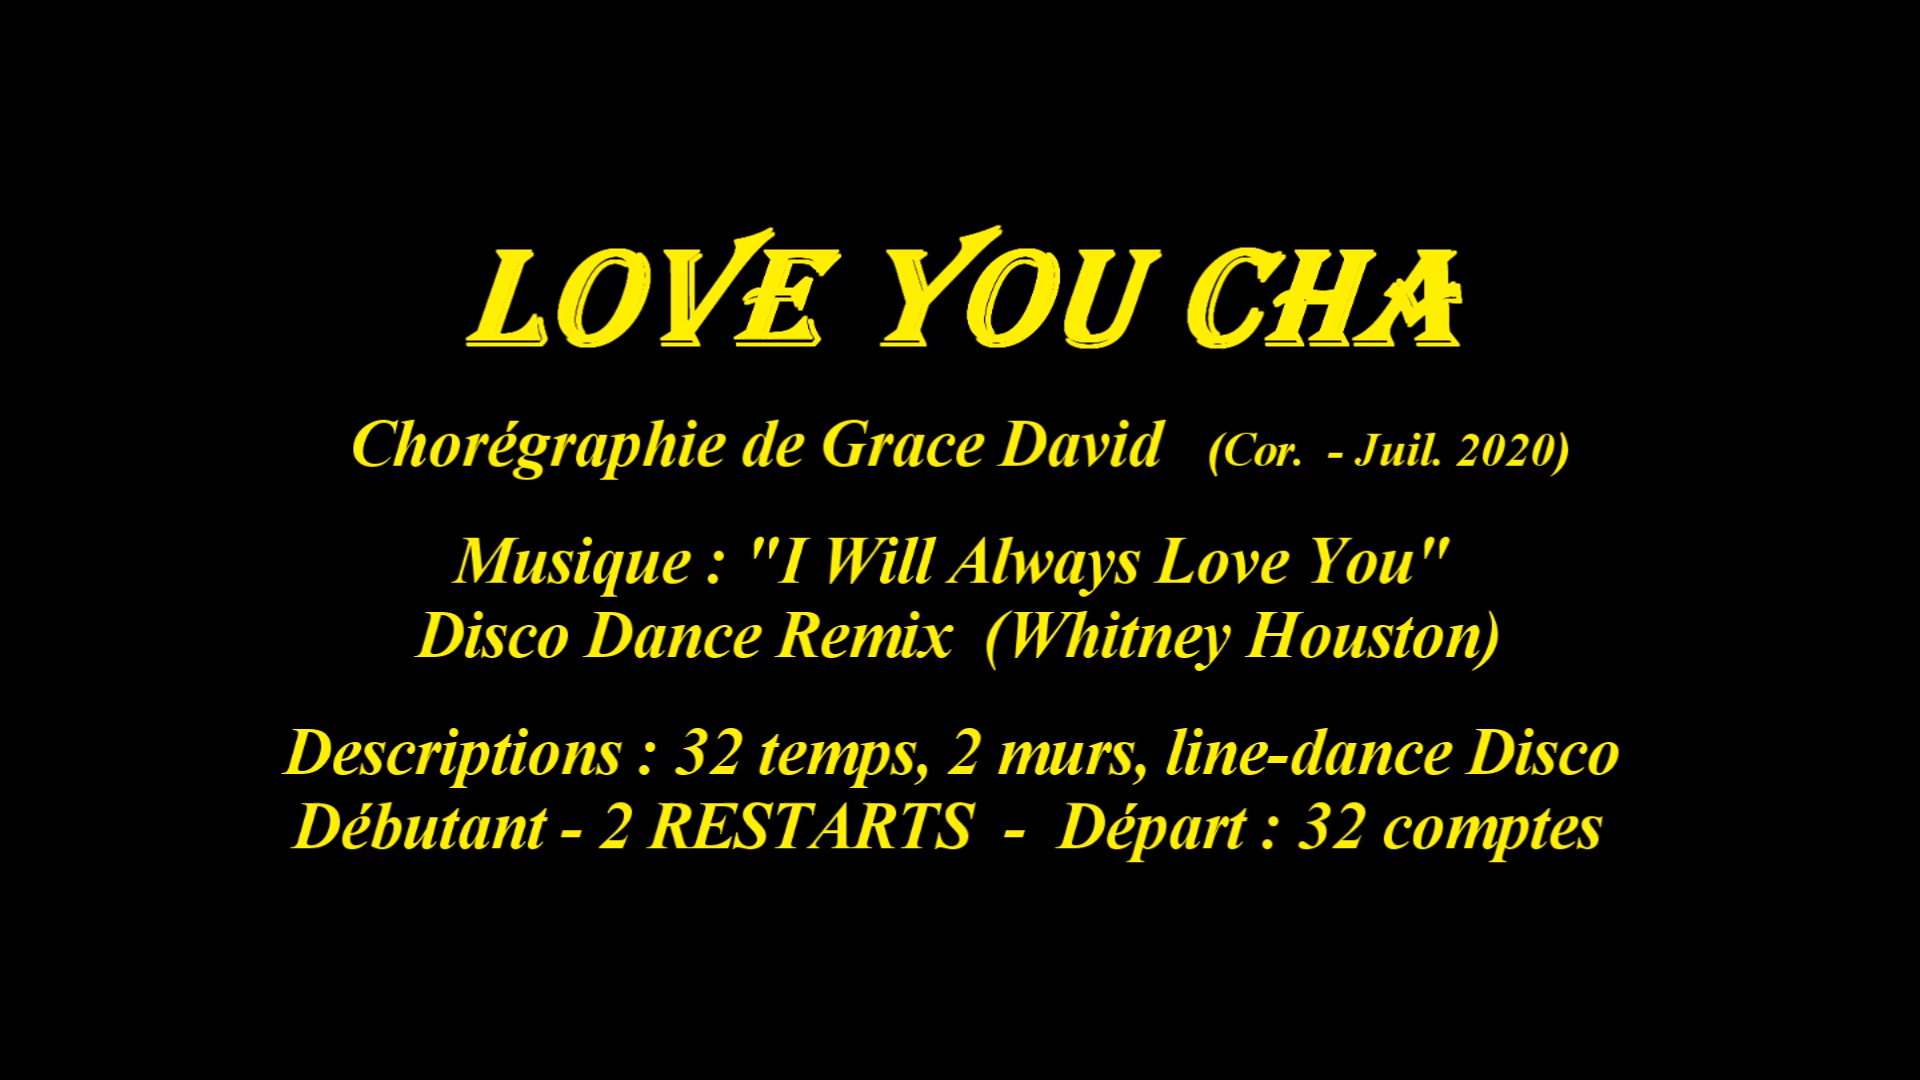 LOVE YOU CHA
Chorégraphie de Grace David (Cor. - Juil. 2020)
Musique : "I Will Always Love You"
Disco Dance Remix (Whitney Houston)
Descriptions : 32 temps, 2 murs, line-dance Disco
Débutant - 2 RESTARTS - Départ : 32 comptes